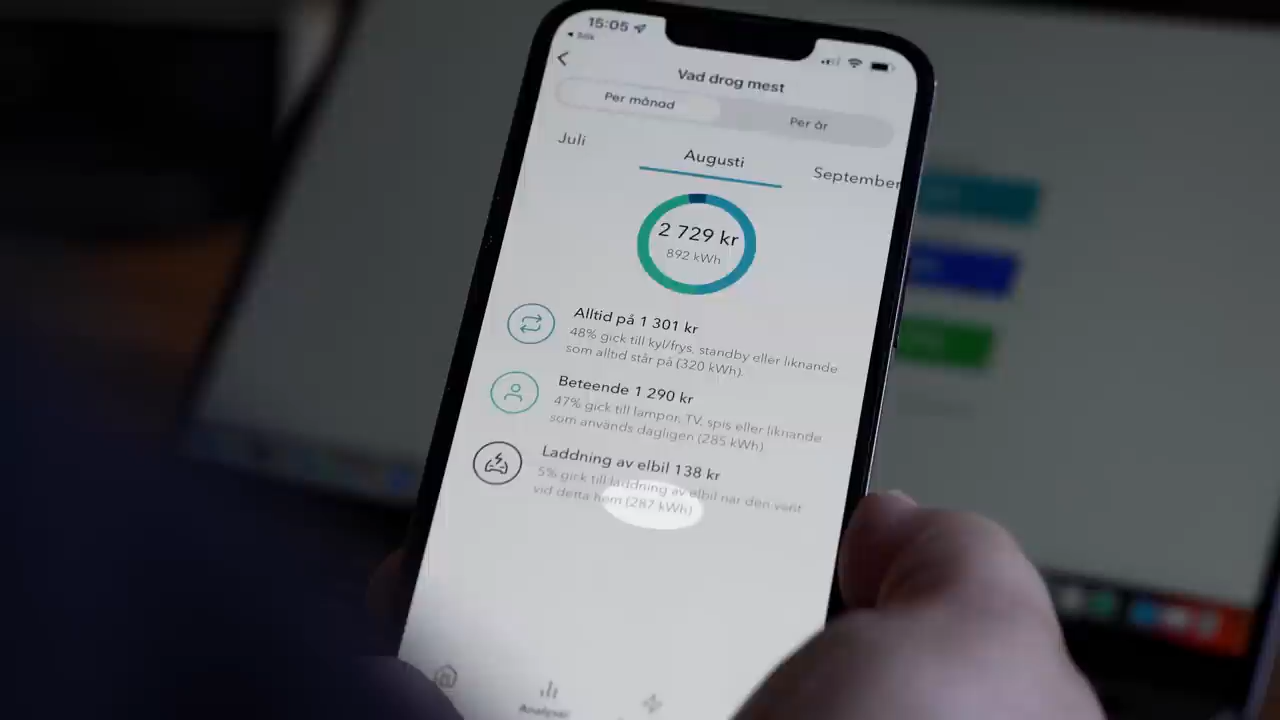 15:05
Sök
Vad drog mest
Per månad
Per år
Juli
Augusti
September
2 729 kr
892 kWh
Alltid på 1 301 kr
48% gick till kyl/frys, standby eller liknande
som alltid står på (320 kWh).
Beteende 1 290 kr
47% gick till lampor, TV, spis eller liknande
som används dagligen (285 kWh)
Laddning av elbil 138 kr
5% gick till laddning av elbil när den varit
vid detta hem (287 kWh)
Analyser